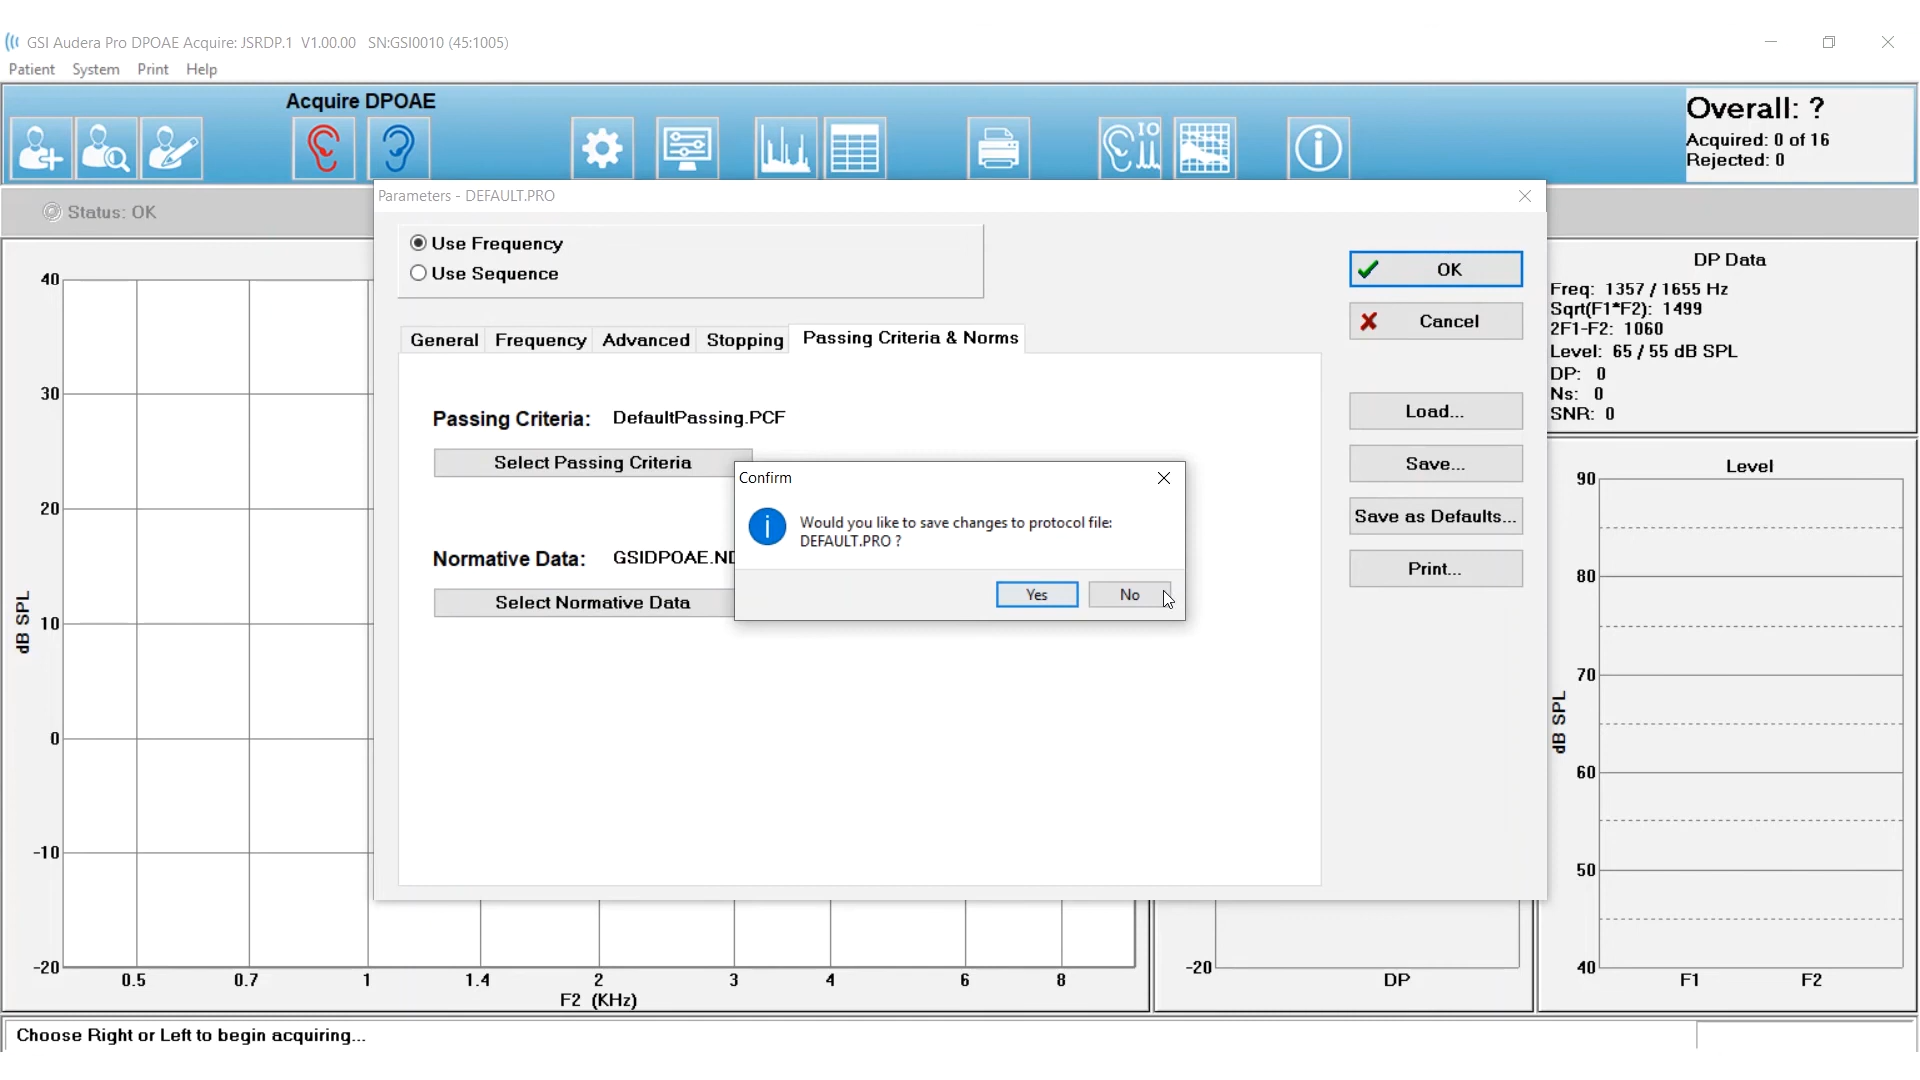 GSI Audera Pro DPOAE Acquire: JSRDP.1 V1.00.00 SN:GSI0010 (45:1005)
Patient System Print Help
Acquire DPOAE
IO
Overall: ?
Acquired: 0 of 16
Rejected: 0
Status: OK
Parameters - DEFAULT.PRO
Use Frequency
Use Sequence
OK
Cancel
General Frequency Advanced Stopping Passing Criteria & Norms
Passing Criteria: DefaultPassing.PCF
Select Passing Criteria
Normative Data: GSIDPOAE.ND
Select Normative Data
Load...
Save...
Save as Defaults...
Print...
Confirm
Would you like to save changes to protocol file:
DEFAULT.PRO ?
Yes No
DP Data
Freq: 1357 / 1655 Hz
Sqrt(F1*F2): 1499
2F1-F2: 1060
Level: 65 / 55 dB SPL
DP: 0
Ns: 0
SNR: 0
40
30
20
10
0
-10
-20
dB SPL
0.5 0.7 1 1.4 2 3 4 6 8
F2 (KHz)
-20
DP
Level
90
80
70
60
50
40
dB SPL
F1 F2
Choose Right or Left to begin acquiring...